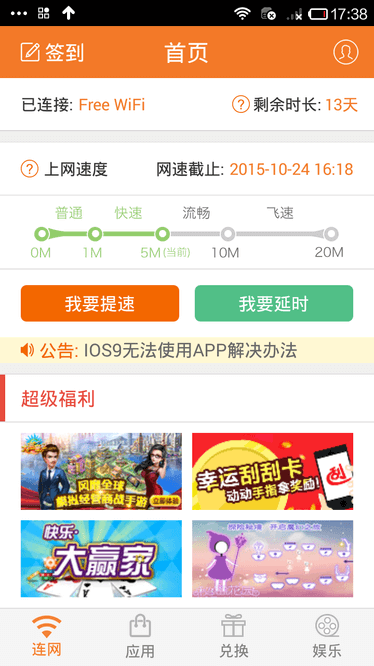 17:38
签到
首页
已连接: Free WiFi
剩余时长: 13天
上网速度
网速截止: 2015-10-24 16:18
普通 快速 流畅 飞速
0M 1M 5M(当前) 10M 20M
我要提速
我要延时
公告: IOS9无法使用APP解决办法
超级福利
风靡全球
模拟经营商战手游
立即体验
幸运刮刮卡
动动手指拿奖励!
刮
快乐·
大赢家
连网
应用
兑换
娱乐